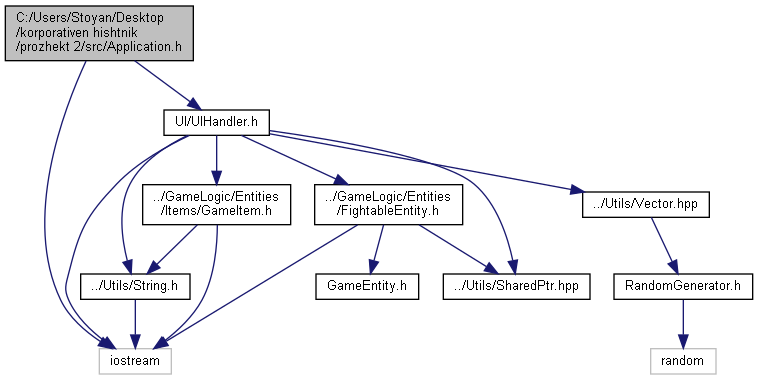 C:/Users/Stoyan/Desktop
/korporativen hishtnik
/prozhekt 2/src/Application.h
UI/UIHandler.h
../GameLogic/Entities
/Items/GameItem.h
../GameLogic/Entities
/FightableEntity.h
../Utils/Vector.hpp
../Utils/String.h
GameEntity.h
../Utils/SharedPtr.hpp
RandomGenerator.h
iostream
random